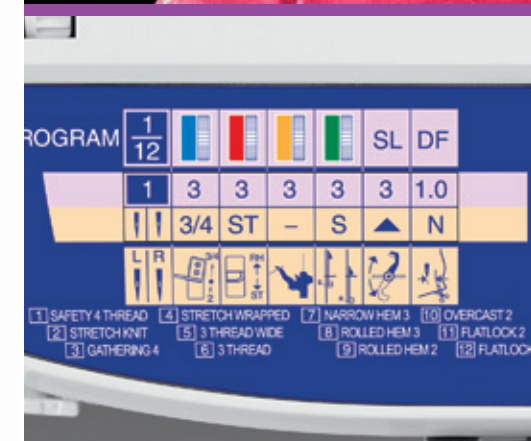 ROGRAM 1/12 SL DF
1 3 3 3 3 3 1.0
3/4 ST – S ▲ N
L R 3/4 2 RH ST
1 SAFETY 4 THREAD 4 STRETCH WRAPPED 7 NARROW HEM 3 10 OVERCAST 2
2 STRETCH KNIT 5 3 THREAD WIDE 8 ROLLED HEM 3 11 FLATLOCK 2
3 GATHERING 4 6 3 THREAD 9 ROLLED HEM 2 12 FLATLOCK